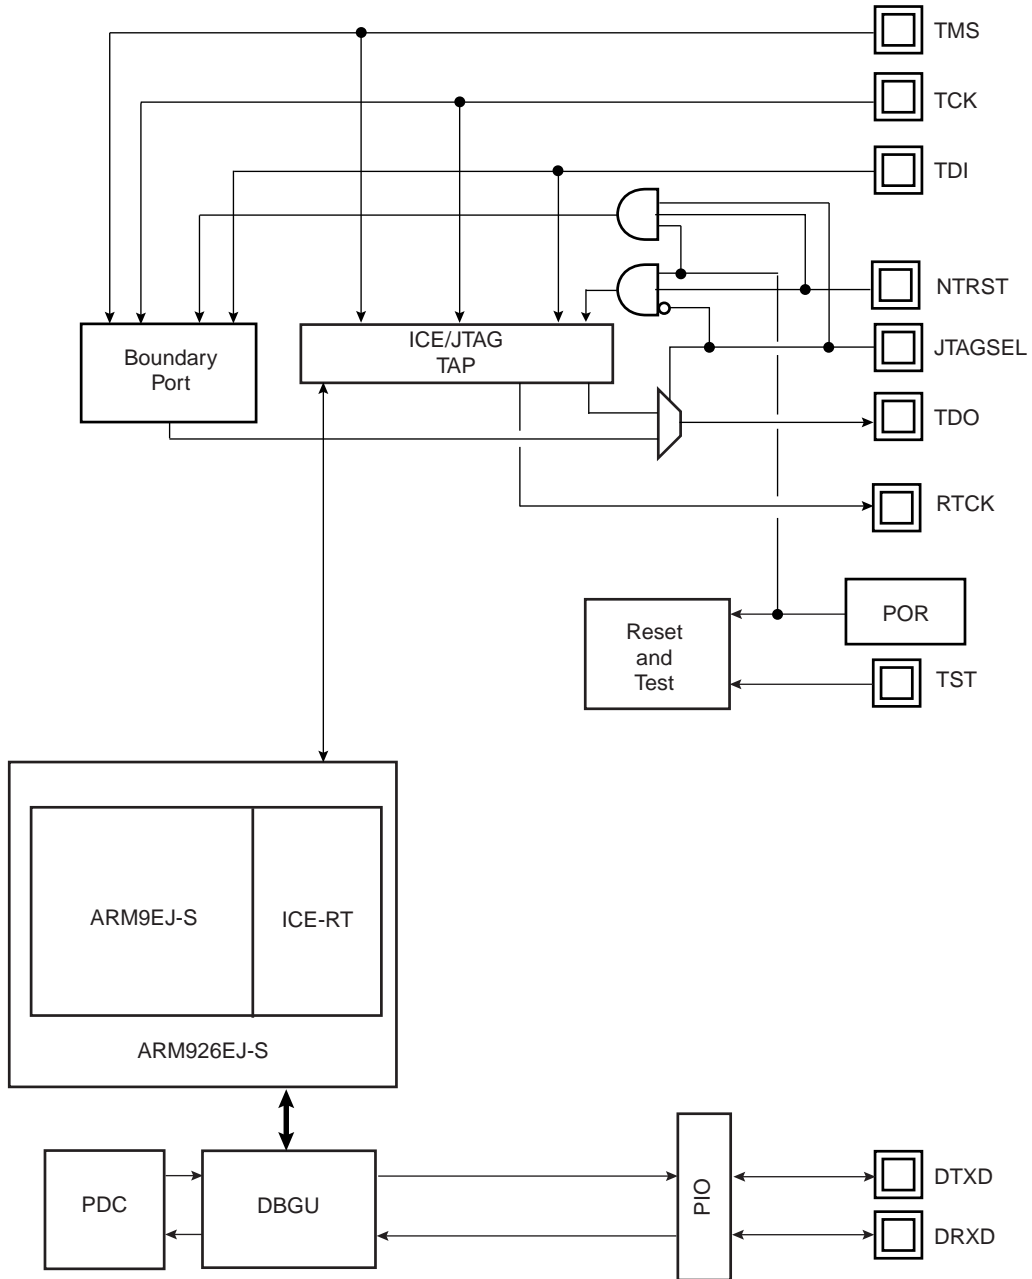 TMS
TCK
TDI
NTRST
ICE/JTAG
TAP
JTAGSEL
Boundary
Port
TDO
RTCK
POR
Reset
and
Test
TST
ARM9EJ-S
ICE-RT
ARM926EJ-S
PDC
DBGU
PIO
DTXD
DRXD